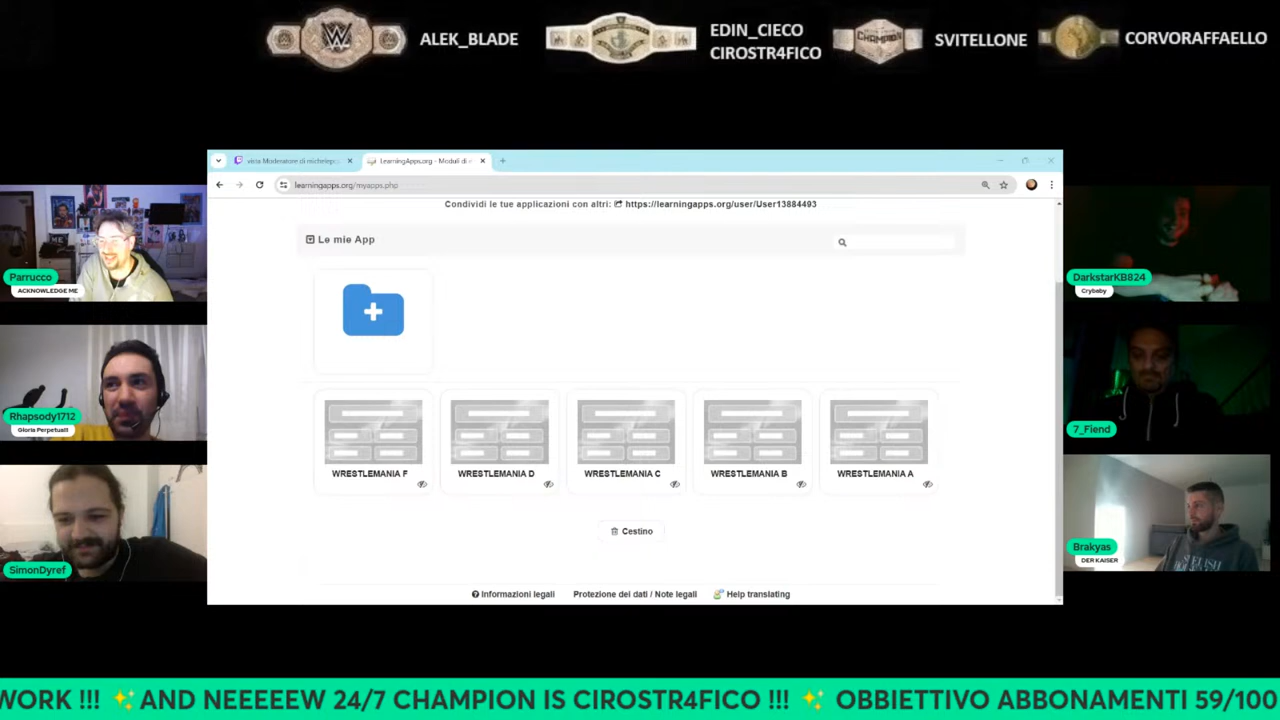 ALEK_BLADE
EDIN_CIECO
CIROSTR4FICO
CHAMPION
SVITELLONE
CORVORAFFAELLO
LearningApps.org - Moduli di
learningapps.org/myapps.php
Condividi le tue applicazioni con altri: https://learningapps.org/user/User13884493
Le mie App
WRESTLEMANIA F
WRESTLEMANIA D
WRESTLEMANIA C
WRESTLEMANIA B
WRESTLEMANIA A
Cestino
Informazioni legali Protezione dei dati / Note legali Help translating
Parrucco
ACKNOWLEDGE ME
Rhapsody1712
Gloria Perpetuall
SimonDyref
DarkstarKB824
Crybaby
7_Fiend
Brakyas
DER KAISER
WORK !!! ✨ AND NEEEEEW 24/7 CHAMPION IS CIROSTR4FICO !!! ✨ OBBIETTIVO ABBONAMENTI 59/100